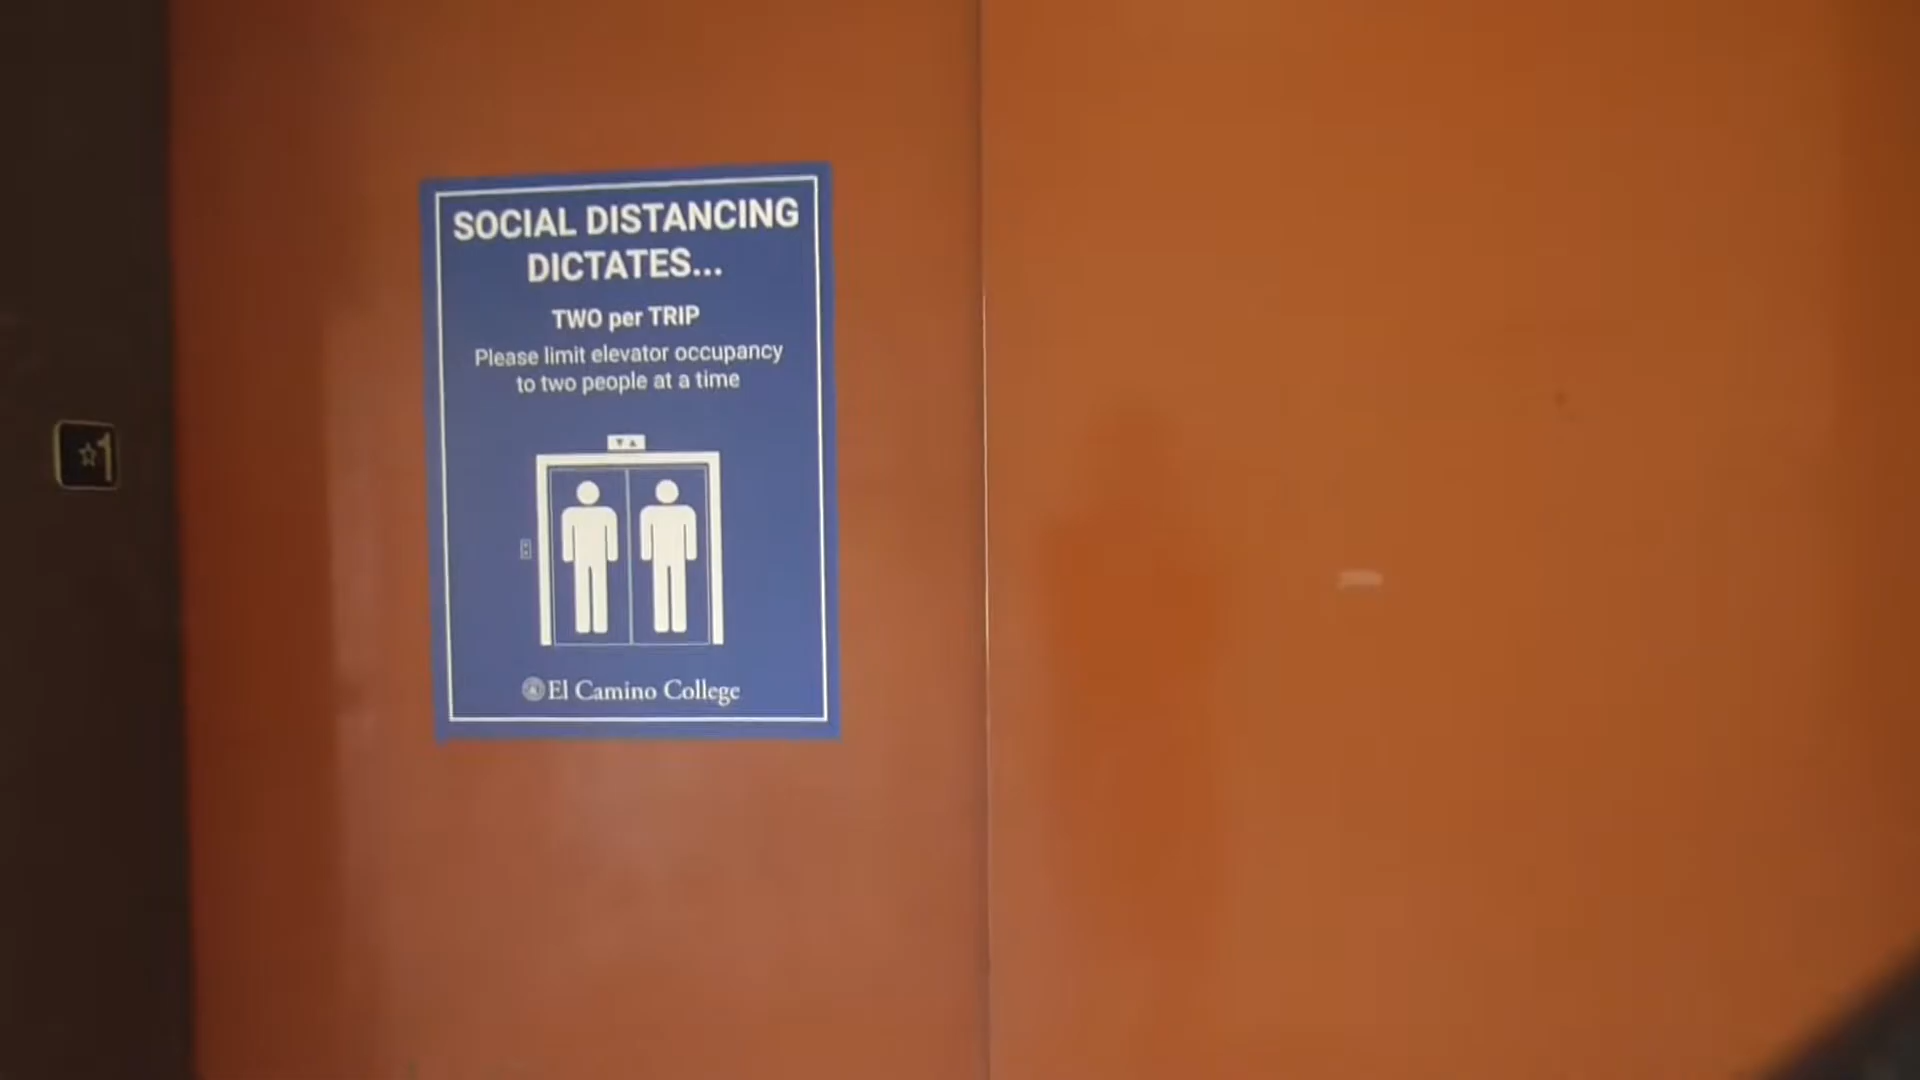 SOCIAL DISTANCING
DICTATES...
TWO per TRIP
Please limit elevator occupancy
to two people at a time
El Camino College
☆1